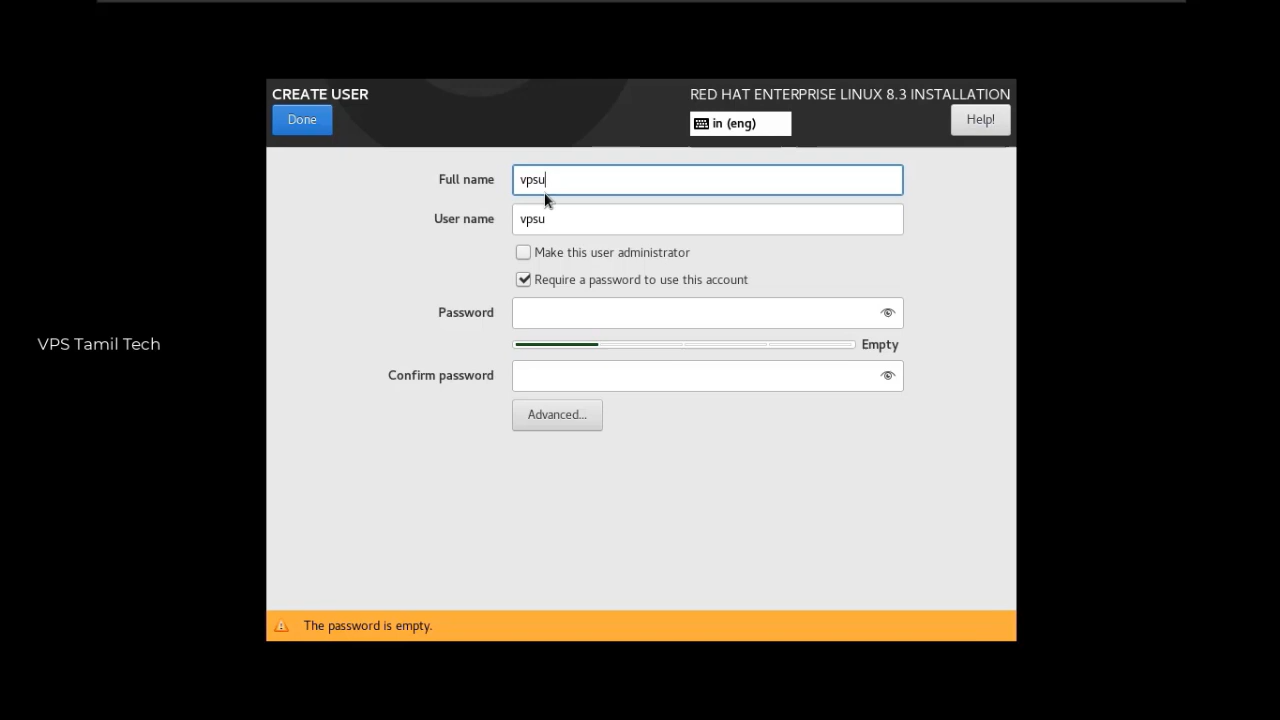 CREATE USER
RED HAT ENTERPRISE LINUX 8.3 INSTALLATION
Done
in (eng)
Help!
Full name
vpsu
User name
vpsu
Make this user administrator
Require a password to use this account
Password
Empty
VPS Tamil Tech
Confirm password
Advanced...
The password is empty.